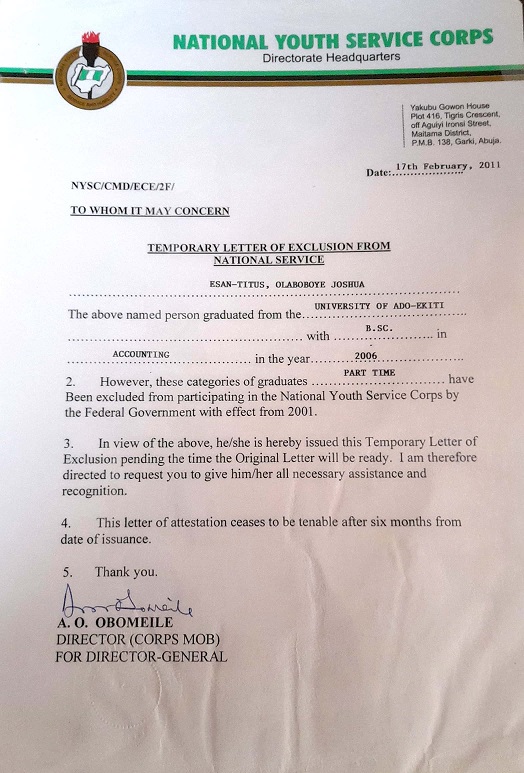 NATIONAL YOUTH SERVICE CORPS
Directorate Headquarters
Yakubu Gowon House
Plot 416, Tigris Crescent,
off Aguiyi Ironsi Street,
Maitama District,
P.M.B. 138, Garki, Abuja.
Date:17th February, 2011
NYSC/CMD/ECE/2F/
TO WHOM IT MAY CONCERN
TEMPORARY LETTER OF EXCLUSION FROM
NATIONAL SERVICE
ESAN-TITUS, OLABOBOYE JOSHUA
The above named person graduated from the UNIVERSITY OF ADO-EKITI
with B.SC. in
ACCOUNTING in the year 2006
2. However, these categories of graduates PART TIME have
Been excluded from participating in the National Youth Service Corps by
the Federal Government with effect from 2001.
3. In view of the above, he/she is hereby issued this Temporary Letter of
Exclusion pending the time the Original Letter will be ready. I am therefore
directed to request you to give him/her all necessary assistance and
recognition.
4. This letter of attestation ceases to be tenable after six months from
date of issuance.
5. Thank you.
A. O. OBOMEILE
DIRECTOR (CORPS MOB)
FOR DIRECTOR-GENERAL